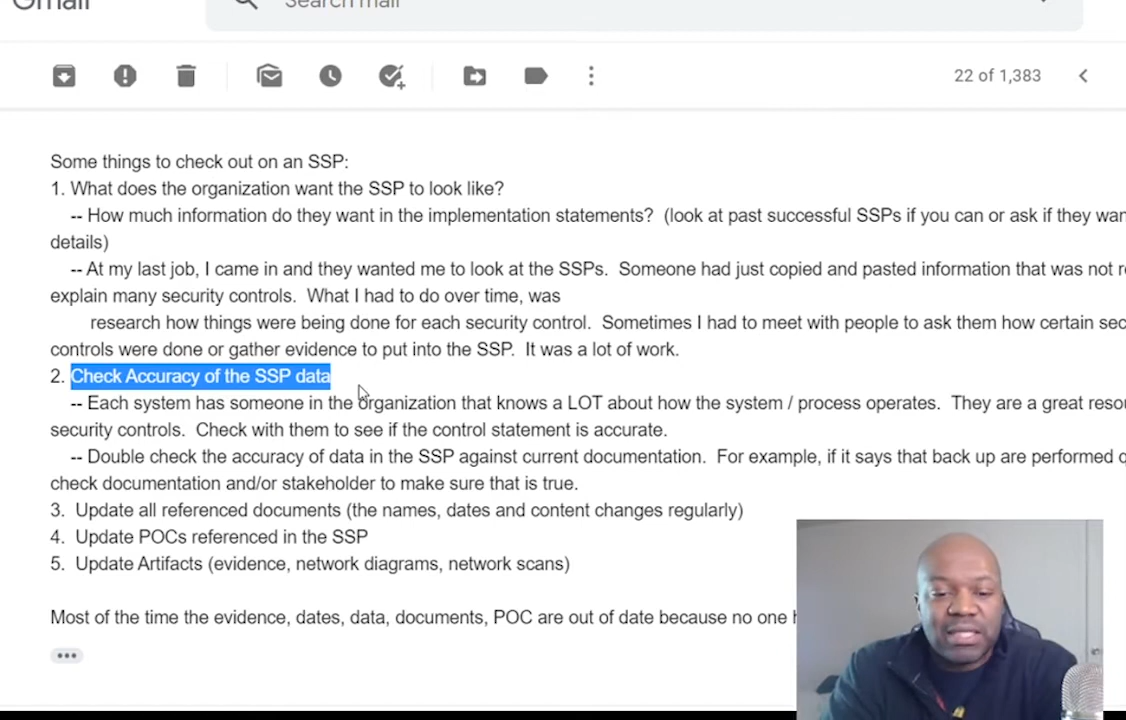 Gmail
Search mail
22 of 1,383
Some things to check out on an SSP:
1. What does the organization want the SSP to look like?
-- How much information do they want in the implementation statements? (look at past successful SSPs if you can or ask if they
details)
-- At my last job, I came in and they wanted me to look at the SSPs. Someone had just copied and pasted information that was not
explain many security controls. What I had to do over time, was
research how things were being done for each security control. Sometimes I had to meet with people to ask them how certain
controls were done or gather evidence to put into the SSP. It was a lot of work.
2. Check Accuracy of the SSP data
-- Each system has someone in the organization that knows a LOT about how the system / process operates. They are a great
security controls. Check with them to see if the control statement is accurate.
-- Double check the accuracy of data in the SSP against current documentation. For example, if it says that back up are performed
check documentation and/or stakeholder to make sure that is true.
3. Update all referenced documents (the names, dates and content changes regularly)
4. Update POCs referenced in the SSP
5. Update Artifacts (evidence, network diagrams, network scans)
Most of the time the evidence, dates, data, documents, POC are out of date because no one